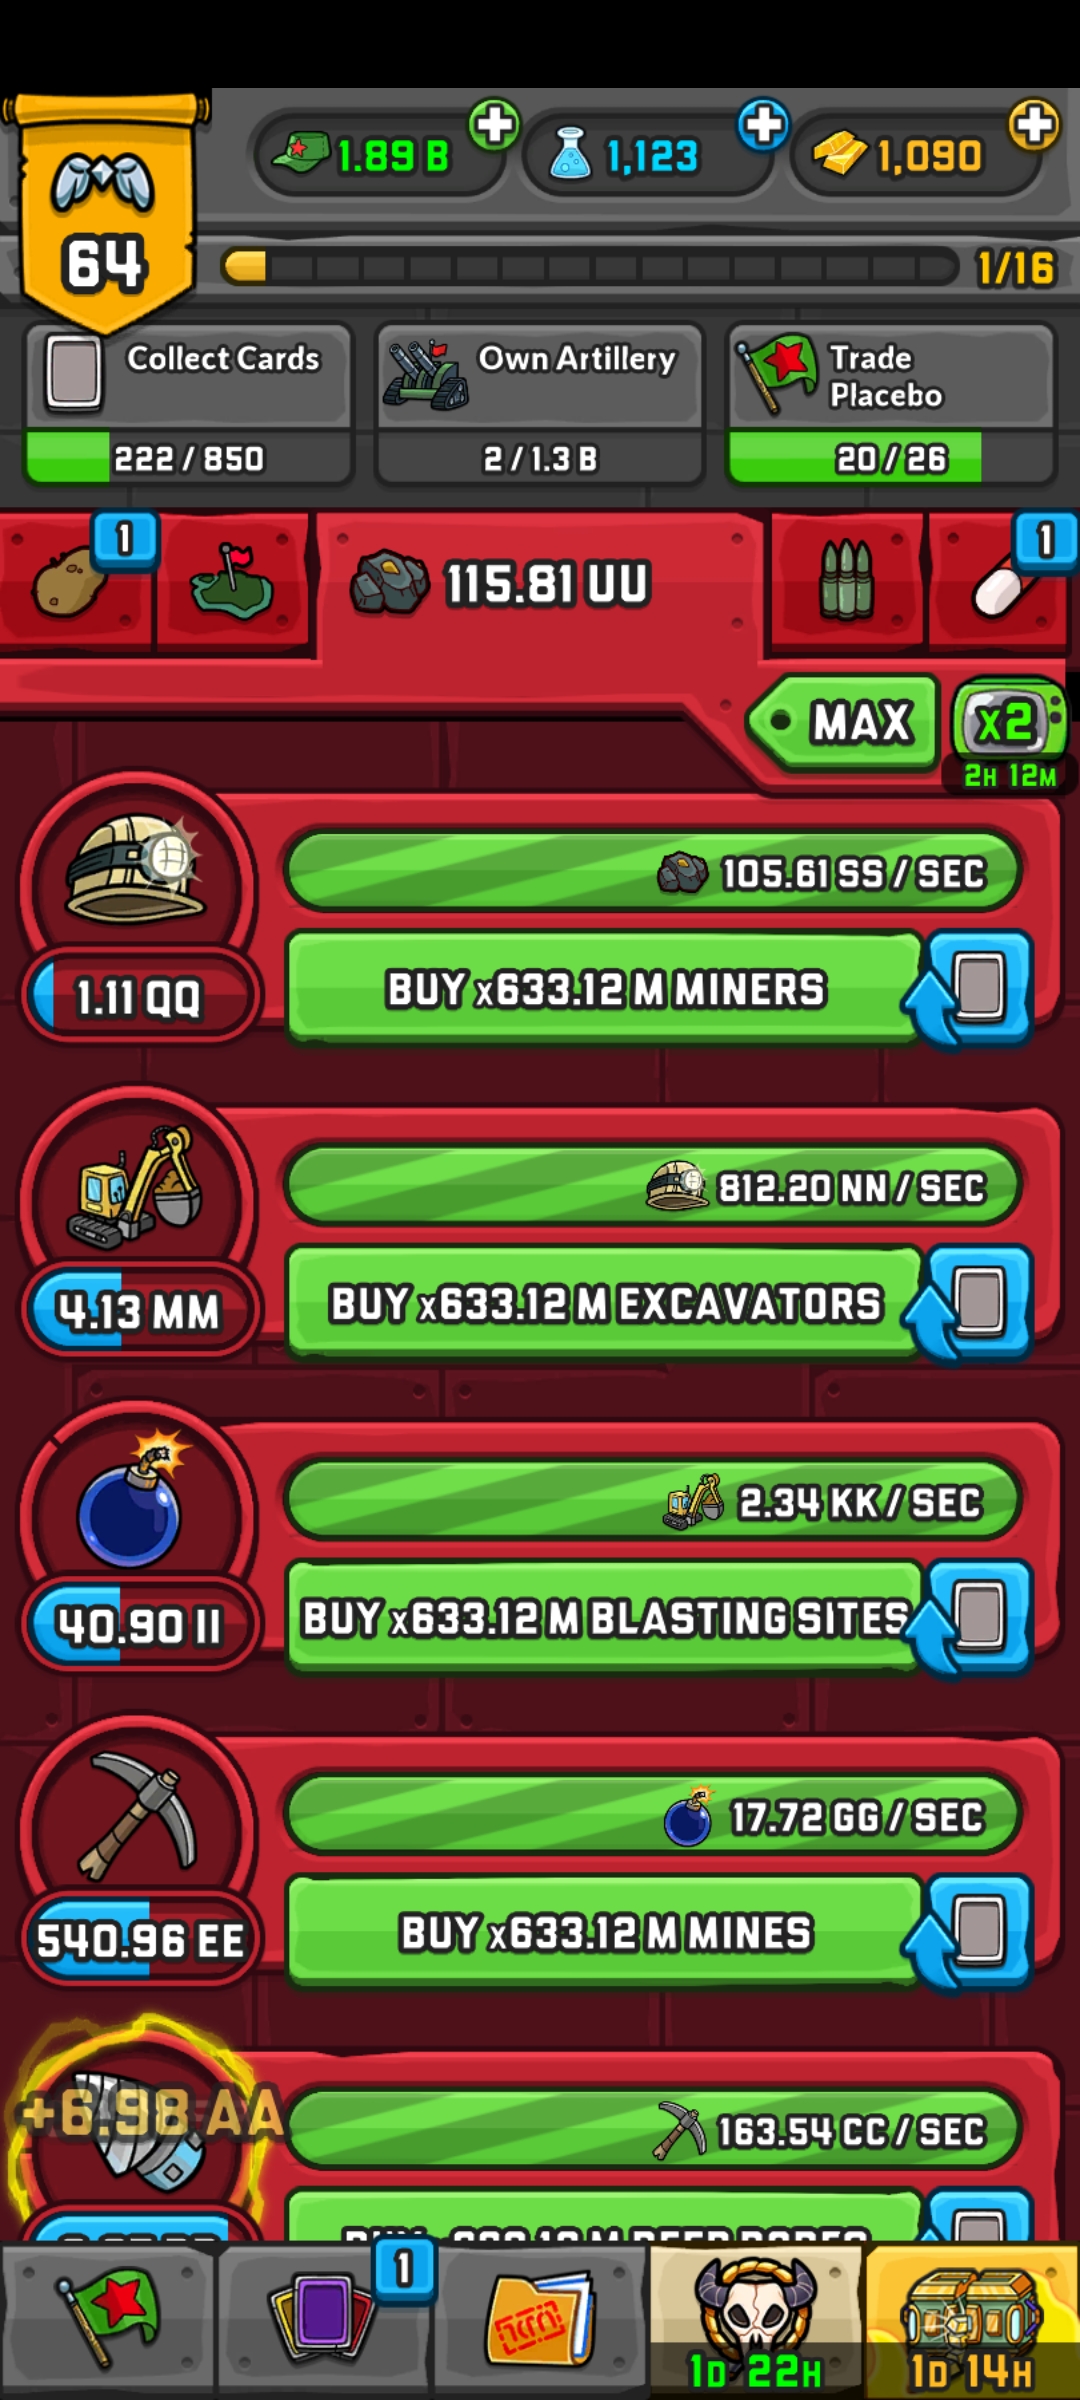 64
1.89 B
1,123
1,090
1/16
Collect Cards
222 / 850
Own Artillery
2 / 1.3 B
Trade
Placebo
20 / 26
1
115.81 UU
1
MAX
X2
2H 12M
105.61 SS / SEC
1.11 QQ
BUY x633.12 M MINERS
812.20 NN / SEC
4.13 MM
BUY x633.12 M EXCAVATORS
2.34 KK / SEC
40.90 II
BUY x633.12 M BLASTING SITES
17.72 GG / SEC
540.96 EE
BUY x633.12 M MINES
+6.98 AA
163.54 CC / SEC
1
1D 22H
1D 14H